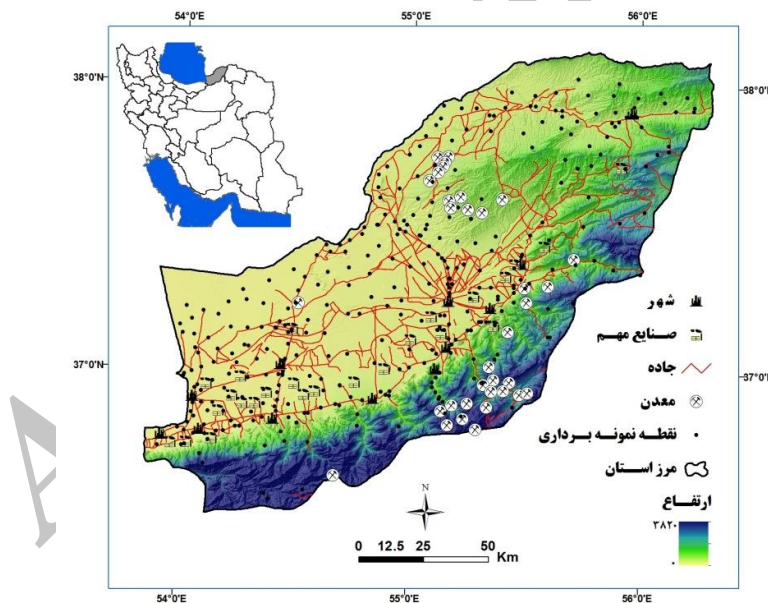 54°0'E 55°0'E 56°0'E
38°0'N 38°0'N
شهر
صنایع مهم
جاده
37°0'N 37°0'N
معدن
نقطه نمونه برداری
مرز استان
ارتفاع
۳۸۲۰
۰
N
0 12.5 25 50
Km
54°0'E 55°0'E 56°0'E
A